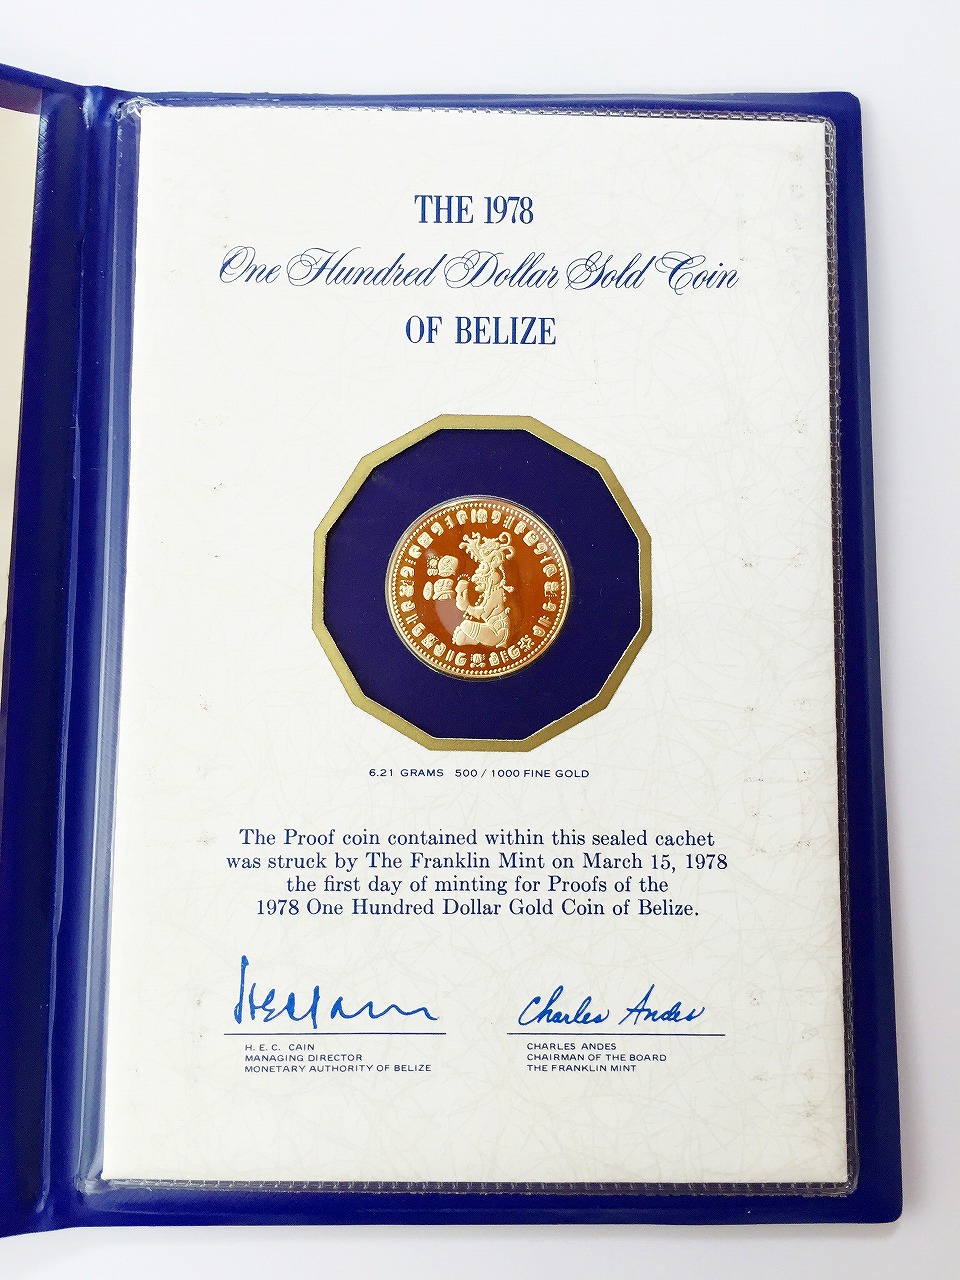 THE 1978
One Hundred Dollar Gold Coin
OF BELIZE
6.21 GRAMS 500 / 1000 FINE GOLD
The Proof coin contained within this sealed cachet
was struck by The Franklin Mint on March 15, 1978
the first day of minting for Proofs of the
1978 One Hundred Dollar Gold Coin of Belize.
Charles Andes
H. E. C. CAIN
MANAGING DIRECTOR
MONETARY AUTHORITY OF BELIZE
CHARLES ANDES
CHAIRMAN OF THE BOARD
THE FRANKLIN MINT